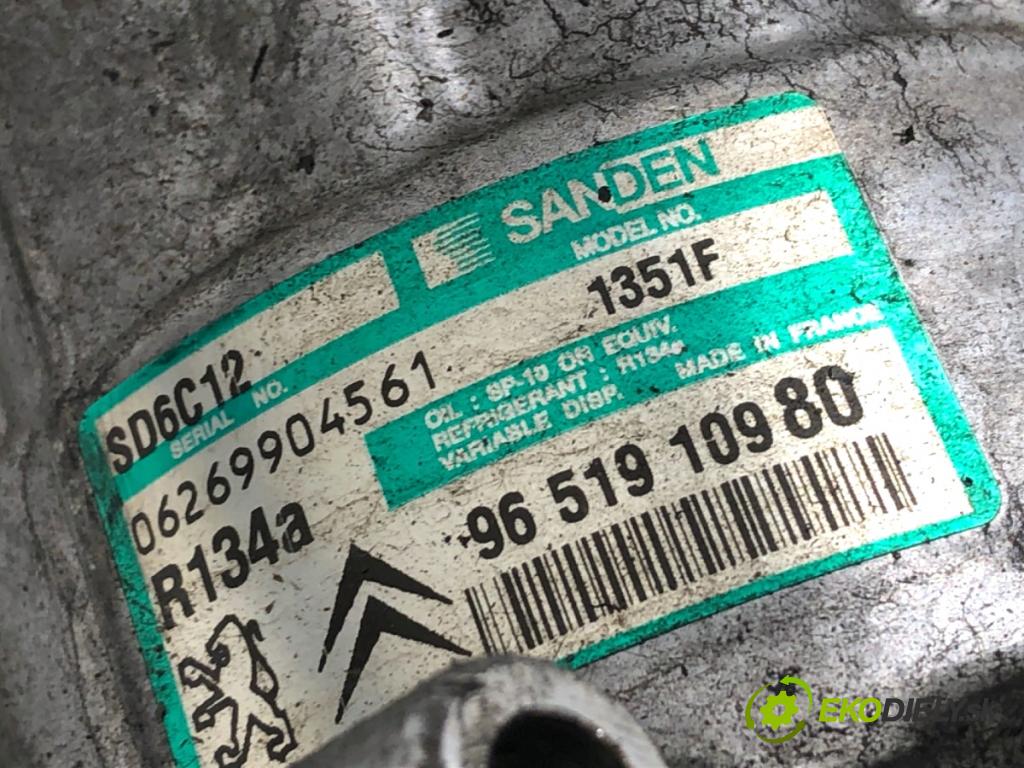 SANDEN
MODEL NO.
1351F
SD6C12
SERIAL NO.
06269904561
OIL : SP-10 OR EQUIV.
REFRIGERANT : R134a
VARIABLE DISP. MADE IN FRANCE
R134a
96 519 109 80